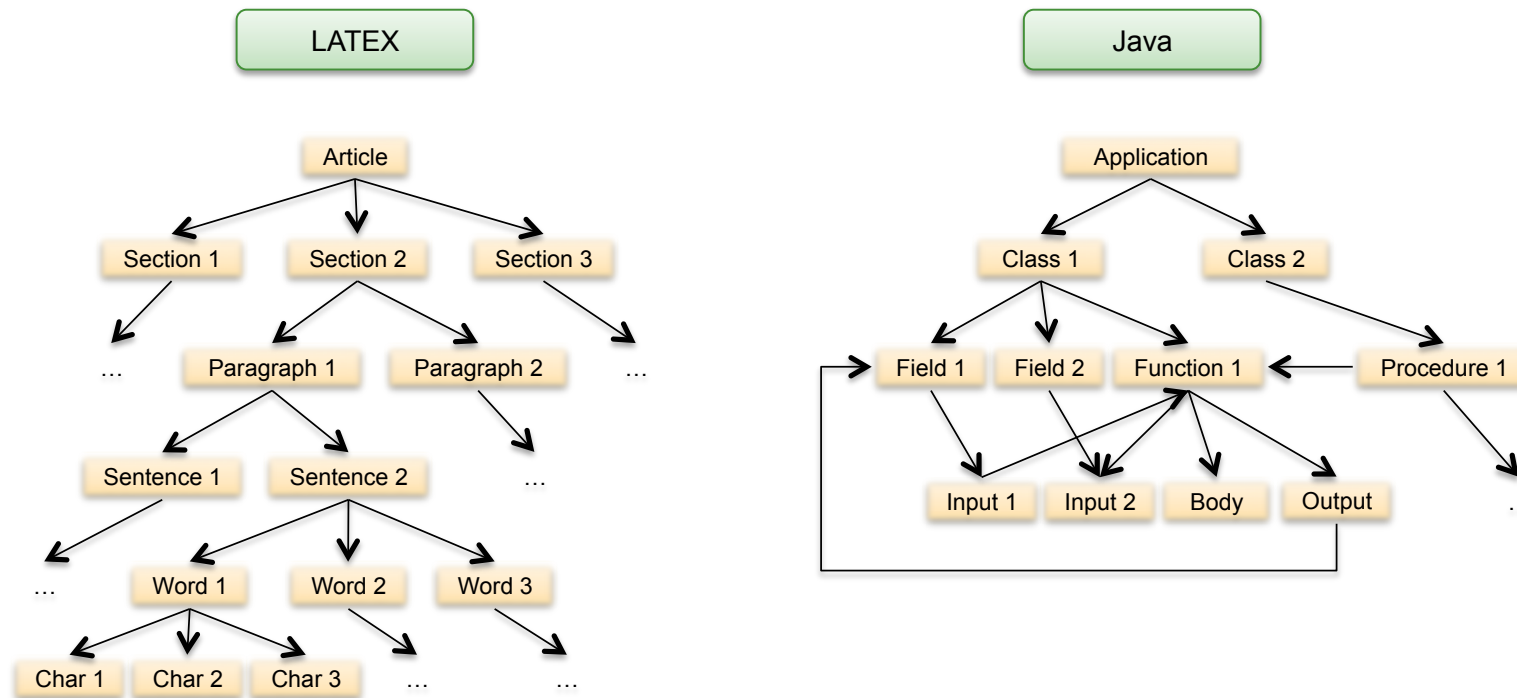 LATEX
Java
Article
Application
Section 1
Section 2
Section 3
Class 1
Class 2
...
Paragraph 1
Paragraph 2
...
Field 1
Field 2
Function 1
Procedure 1
Sentence 1
Sentence 2
...
Input 1
Input 2
Body
Output
...
...
Word 1
Word 2
Word 3
Char 1
Char 2
Char 3
...
...